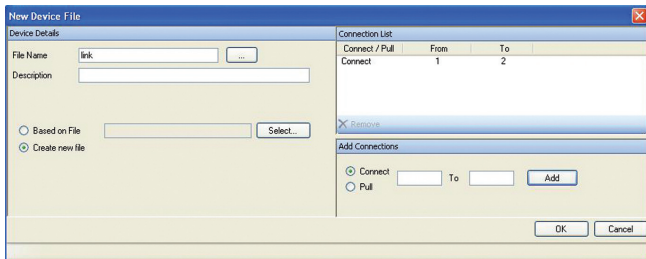 New Device File
Device Details
File Name link ...
Description
Based on File Select...
Create new file
Connection List
Connect / Pull From To
Connect 1 2
Remove
Add Connections
Connect To Add
Pull
OK Cancel